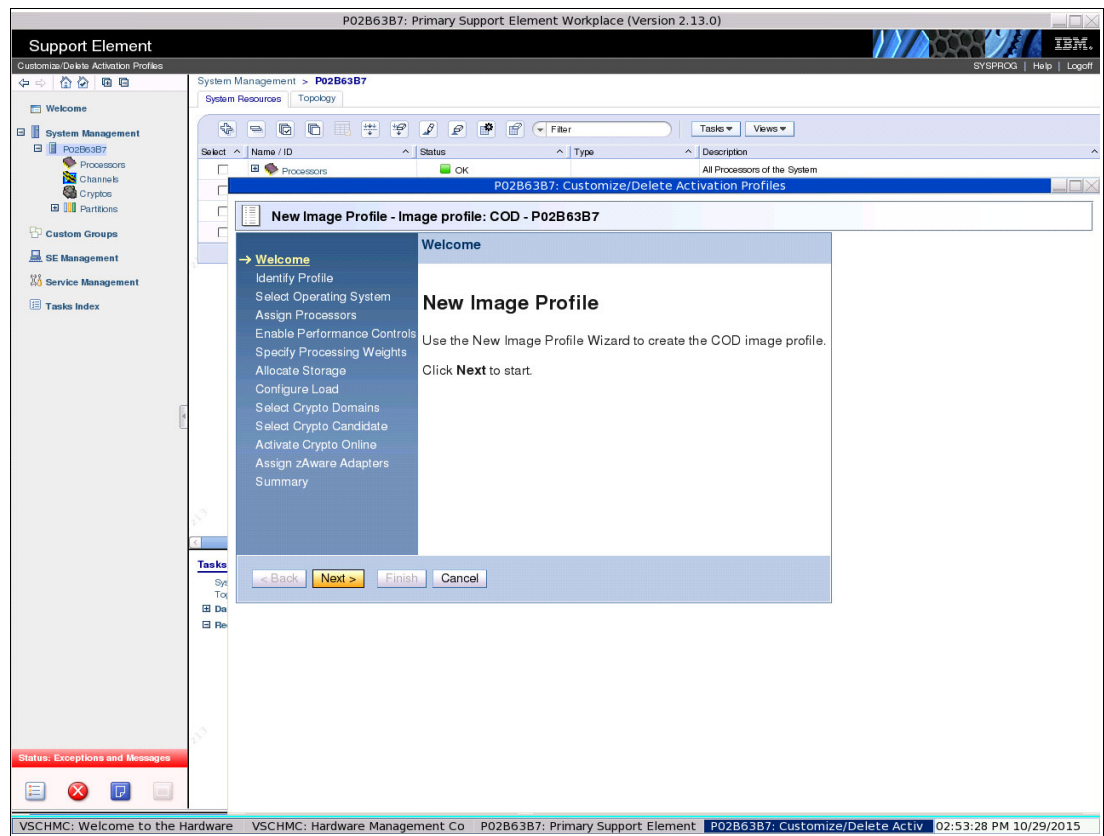 P02B63B7: Primary Support Element Workplace (Version 2.13.0)
Support Element
IBM.
Customize/Delete Activation Profiles
SYSPROG | Help | Logoff
System Management > P02B63B7
System Resources Topology
Welcome
System Management
P02B63B7
Processors
Channels
Cryptos
Partitions
Custom Groups
SE Management
Service Management
Tasks Index
Filter
Tasks Views
Select Name / ID Status Type Description
Processors OK All Processors of the System
P02B63B7: Customize/Delete Activation Profiles
New Image Profile - Image profile: COD - P02B63B7
Welcome
Identify Profile
Select Operating System
Assign Processors
Enable Performance Controls
Specify Processing Weights
Allocate Storage
Configure Load
Select Crypto Domains
Select Crypto Candidate
Activate Crypto Online
Assign zAware Adapters
Summary
Welcome
New Image Profile
Use the New Image Profile Wizard to create the COD image profile.
Click Next to start.
< Back Next > Finish Cancel
Tasks
Sys
To
Da
Re
Status: Exceptions and Messages
VSCHMC: Welcome to the Hardware VSCHMC: Hardware Management Co P02B63B7: Primary Support Element P02B63B7: Customize/Delete Activ 02:53:28 PM 10/29/2015